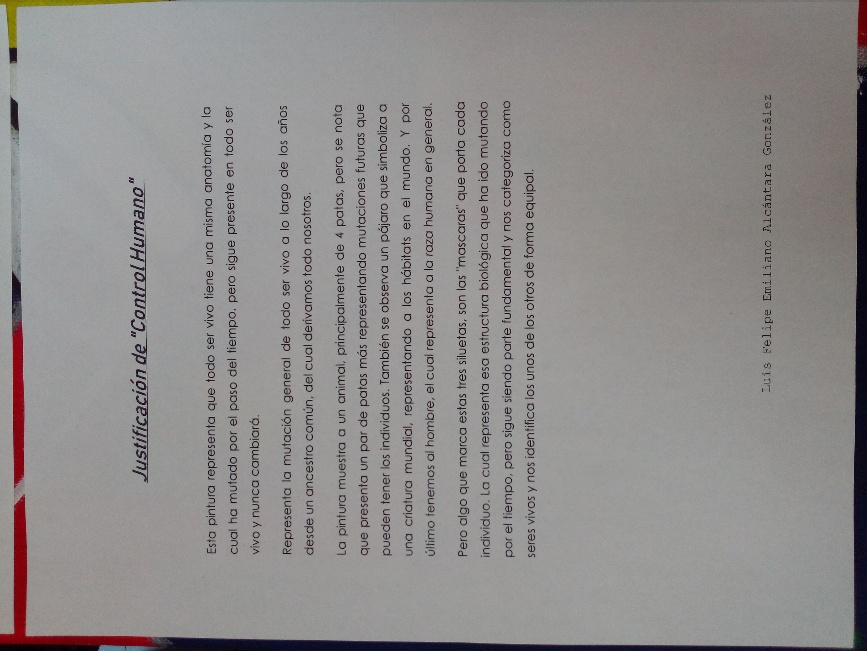 Justificación de "Control Humano"
Esta pintura representa que todo ser vivo tiene una misma anatomía y la
cual ha mutado por el paso del tiempo, pero sigue presente en todo ser
vivo y nunca cambiará.
Representa la mutación general de todo ser vivo a lo largo de los años
desde un ancestro común, del cual derivamos todo nosotros.
La pintura muestra a un animal, principalmente de 4 patas, pero se nota
que presenta un par de patas más representando mutaciones futuras que
pueden tener los individuos. También se observa un pájaro que simboliza a
una criatura mundial, representando a los hábitats en el mundo. Y por
último tenemos al hombre, el cual representa a la raza humana en general.
Pero algo que marca estas tres siluetas, son las "mascaras" que porta cada
individuo. La cual representa esa estructura biológica que ha ido mutando
por el tiempo, pero sigue siendo parte fundamental y nos categoriza como
seres vivos y nos identifica los unos de los otros de forma equipal.
Luis Felipe Emiliano Alcántara González